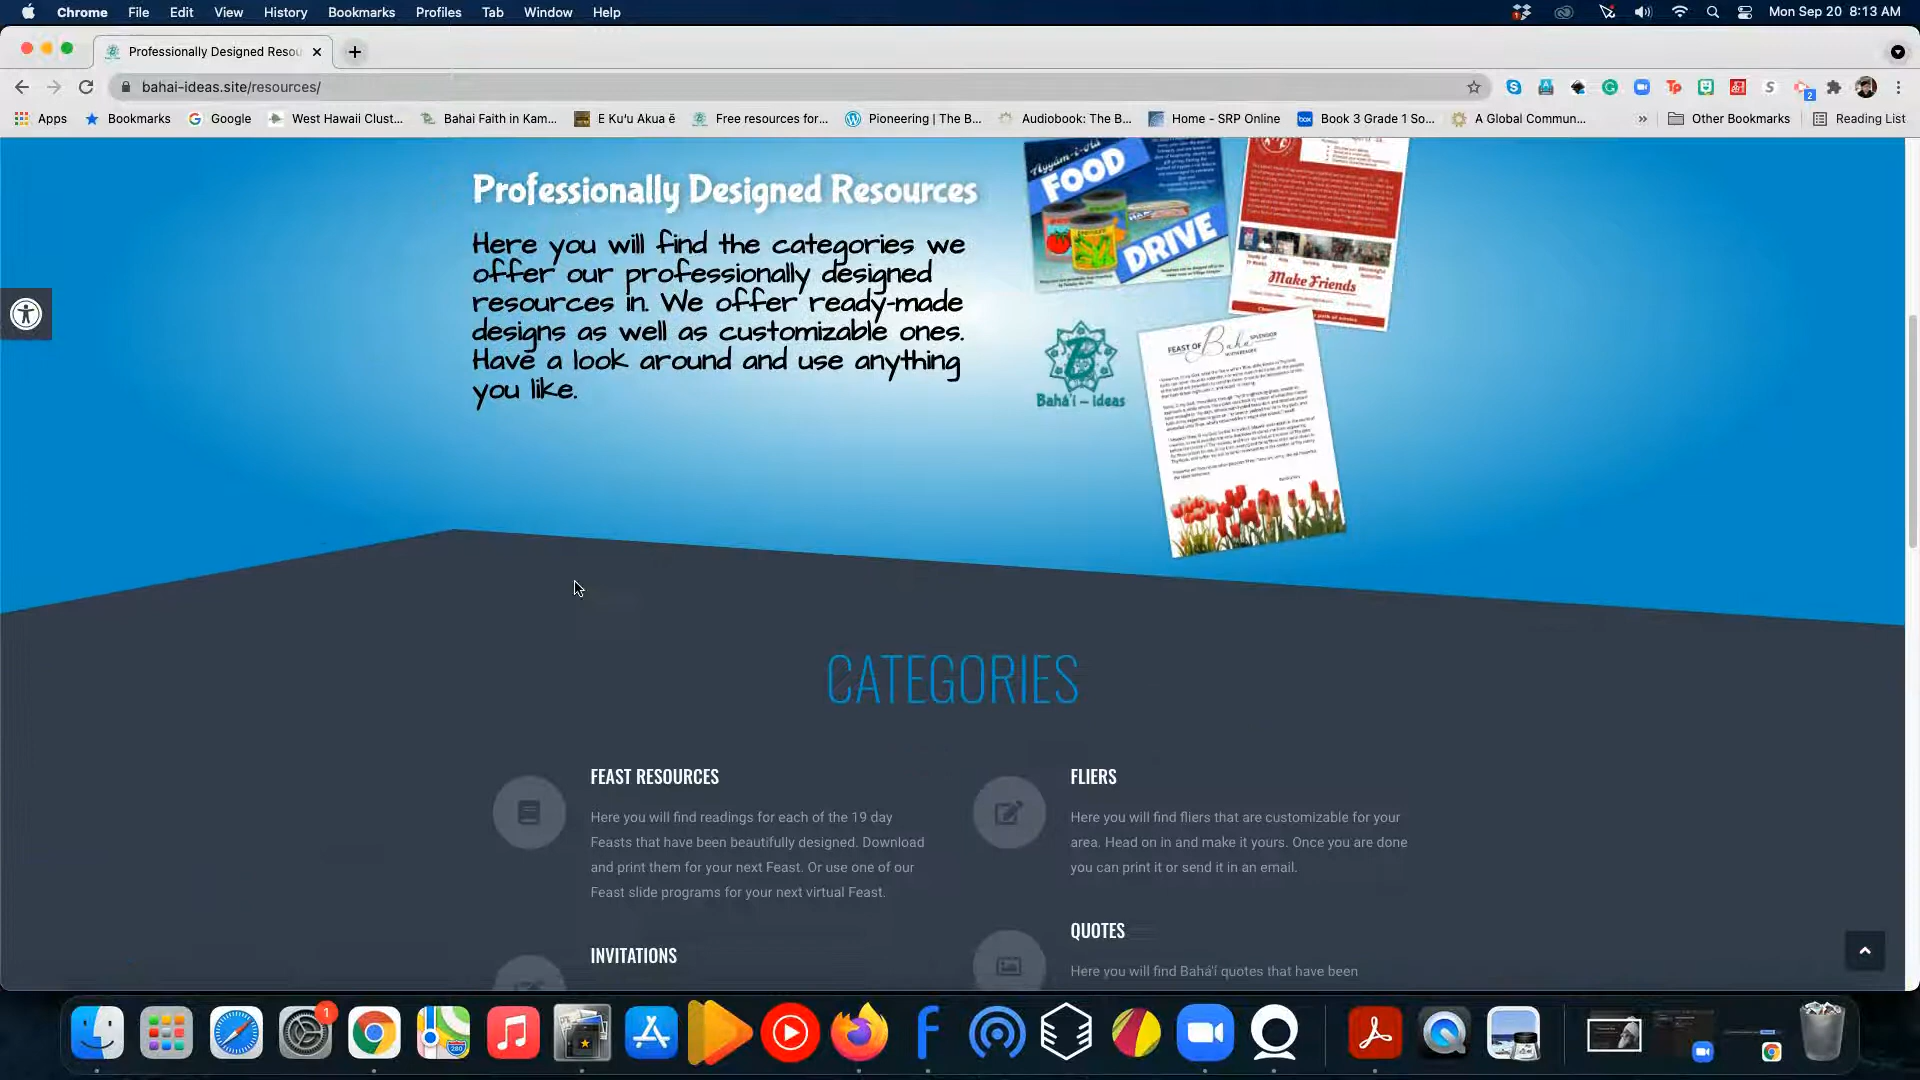 Chrome File Edit View History Bookmarks Profiles Tab Window Help Mon Sep 20 8:13 AM
Professionally Designed Resou
bahai-ideas.site/resources/
Apps Bookmarks Google West Hawaii Clust... Bahai Faith in Kam... E Kuʻu Akua ē Free resources for... Pioneering | The B... Audiobook: The B... Home - SRP Online Book 3 Grade 1 So... A Global Commun... » Other Bookmarks Reading List
Professionally Designed Resources
Here you will find the categories we
offer our professionally designed
resources in. We offer ready-made
designs as well as customizable ones.
Have a look around and use anything
you like.
Ayyám-i-Há
FOOD
DRIVE
Make Friends
Bahá'í – ideas
FEAST OF Bahá SPLENDOR
CATEGORIES
FEAST RESOURCES
Here you will find readings for each of the 19 day
Feasts that have been beautifully designed. Download
and print them for your next Feast. Or use one of our
Feast slide programs for your next virtual Feast.
FLIERS
Here you will find fliers that are customizable for your
area. Head on in and make it yours. Once you are done
you can print it or send it in an email.
INVITATIONS
QUOTES
Here you will find Bahá'í quotes that have been